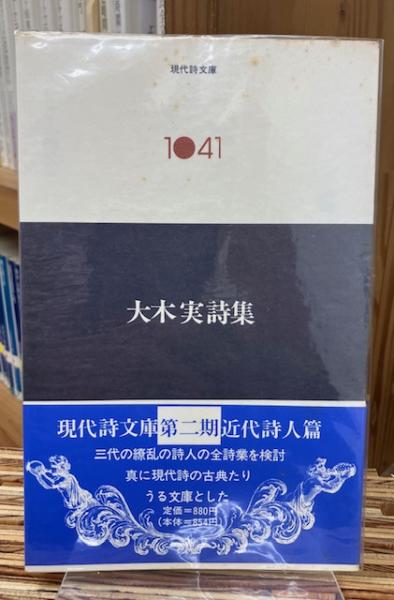 現代詩文庫
1●41
大木実詩集
現代詩文庫第二期近代詩人篇
三代の繚乱の詩人の全詩業を検討
真に現代詩の古典たり
うる文庫とした
定価=880円
(本体=854円)